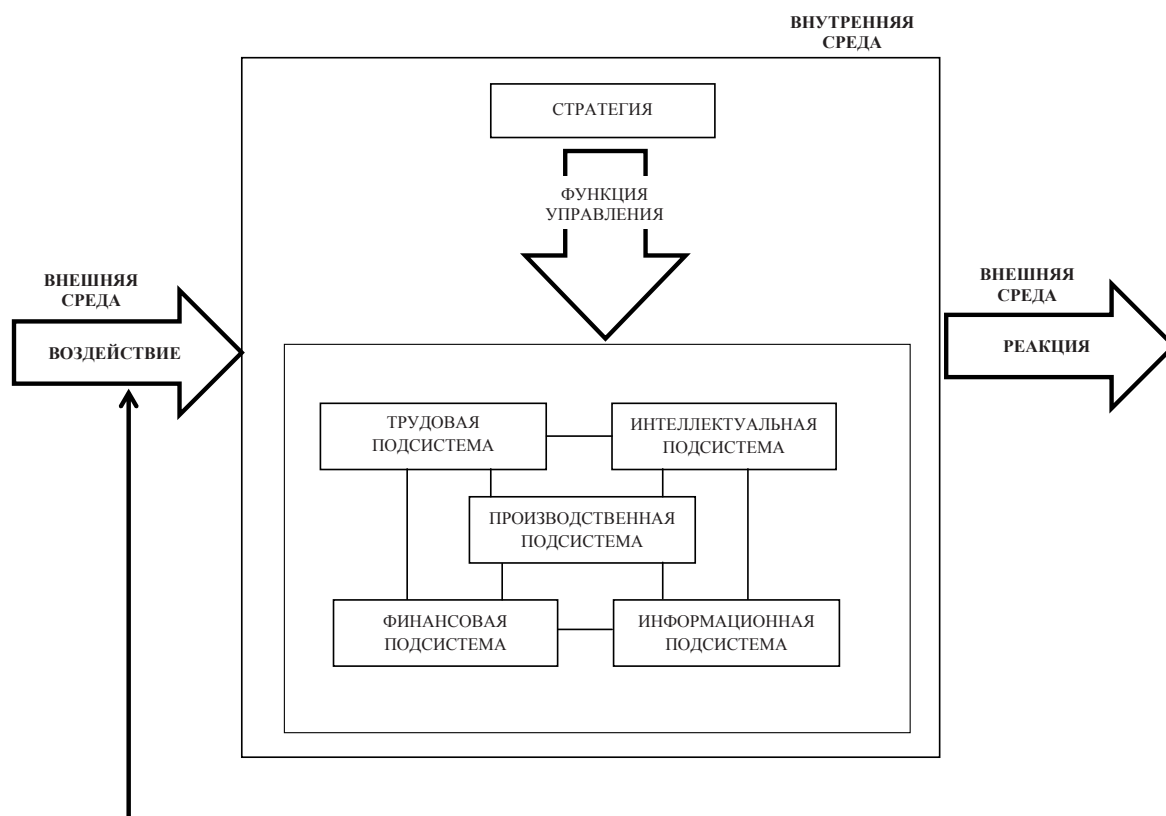 ВНУТРЕННЯЯ
СРЕДА
СТРАТЕГИЯ
ФУНКЦИЯ
УПРАВЛЕНИЯ
ВНЕШНЯЯ
СРЕДА
ВОЗДЕЙСТВИЕ
ВНЕШНЯЯ
СРЕДА
РЕАКЦИЯ
ТРУДОВАЯ
ПОДСИСТЕМА
ИНТЕЛЛЕКТУАЛЬНАЯ
ПОДСИСТЕМА
ПРОИЗВОДСТВЕННАЯ
ПОДСИСТЕМА
ФИНАНСОВАЯ
ПОДСИСТЕМА
ИНФОРМАЦИОННАЯ
ПОДСИСТЕМА